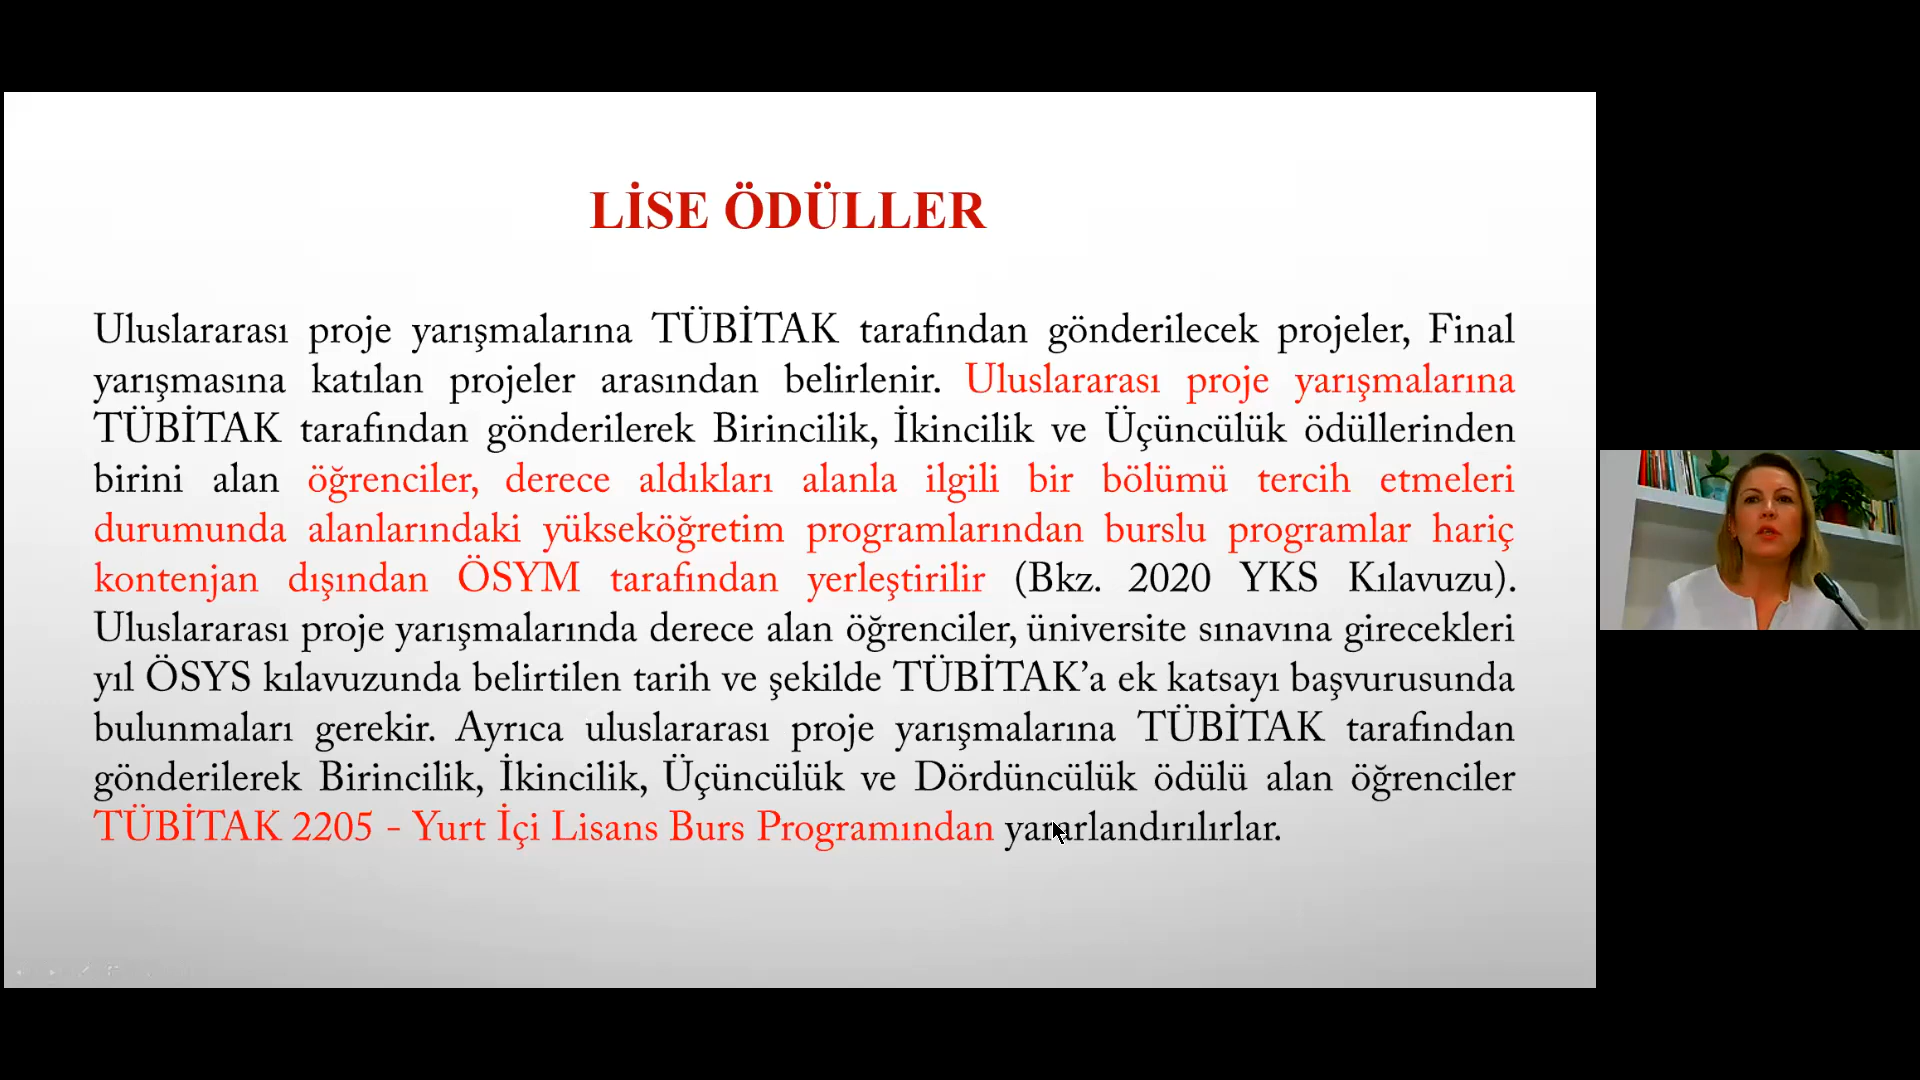 LİSE ÖDÜLLER
Uluslararası proje yarışmalarına TÜBİTAK tarafından gönderilecek projeler, Final
yarışmasına katılan projeler arasından belirlenir. Uluslararası proje yarışmalarına
TÜBİTAK tarafından gönderilerek Birincilik, İkincilik ve Üçüncülük ödüllerinden
birini alan öğrenciler, derece aldıkları alanla ilgili bir bölümü tercih etmeleri
durumunda alanlarındaki yükseköğretim programlarından burslu programlar hariç
kontenjan dışından ÖSYM tarafından yerleştirilir (Bkz. 2020 YKS Kılavuzu).
Uluslararası proje yarışmalarında derece alan öğrenciler, üniversite sınavına girecekleri
yıl ÖSYS kılavuzunda belirtilen tarih ve şekilde TÜBİTAK’a ek katsayı başvurusunda
bulunmaları gerekir. Ayrıca uluslararası proje yarışmalarına TÜBİTAK tarafından
gönderilerek Birincilik, İkincilik, Üçüncülük ve Dördüncülük ödülü alan öğrenciler
TÜBİTAK 2205 - Yurt İçi Lisans Burs Programından yararlandırılırlar.